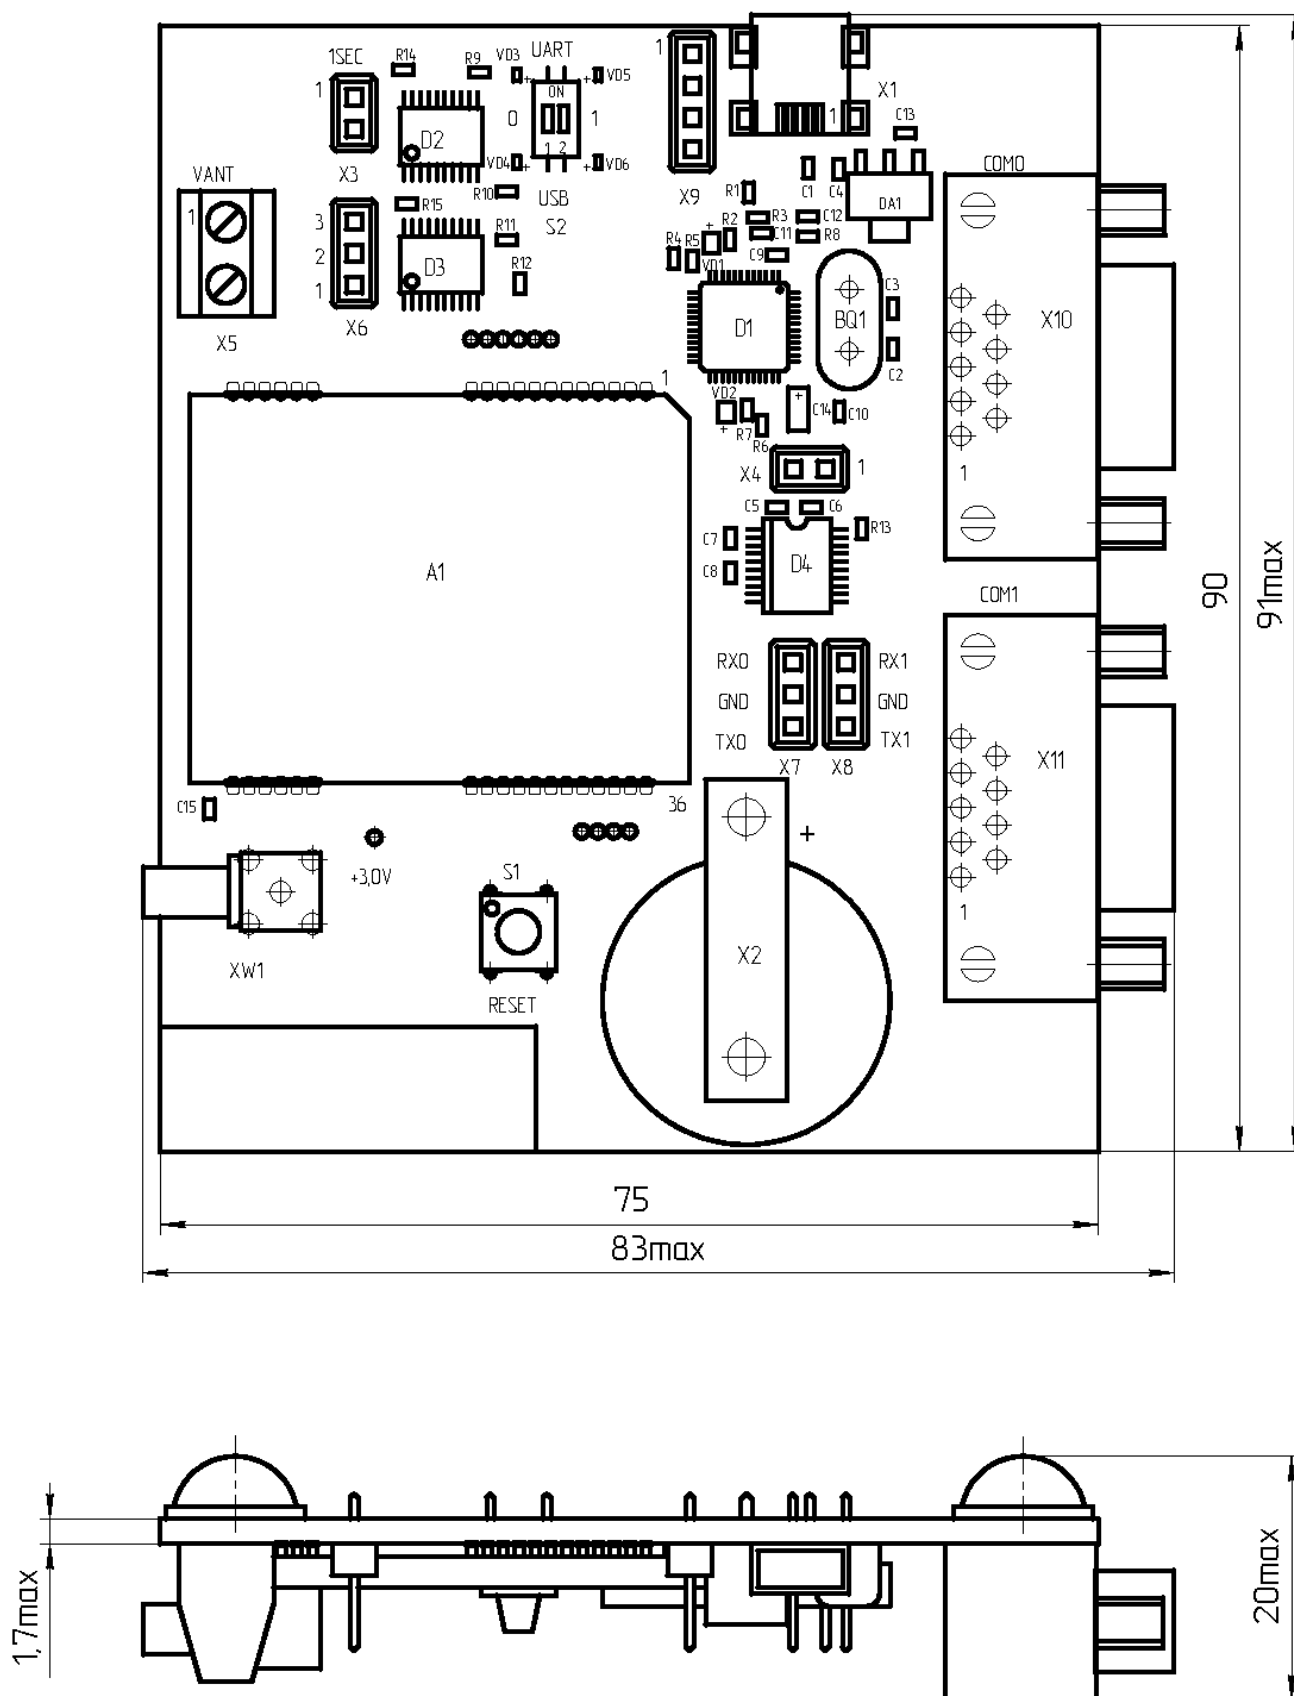 1SEC
R14
R9
VD3
UART
VD5
1
X1
1
ON
0
1
1
C13
D2
1 2
VD4
VD6
COM0
VANT
X3
R10
USB
S2
X9
R1
C1
C4
DA1
1
R15
3
R11
R3
C12
R2
C11
R8
R4
R5
VD1
C9
2
D3
R12
1
X6
X5
D1
BQ1
C3
X10
C2
1
VD2
C14
C10
R7
R6
X4
1
1
C5
C6
R13
C7
D4
C8
A1
COM1
90
91max
RX0
RX1
GND
GND
TX0
TX1
X7
X8
X11
36
C15
+
+3,0V
S1
1
XW1
X2
RESET
75
83max
1,7max
20max